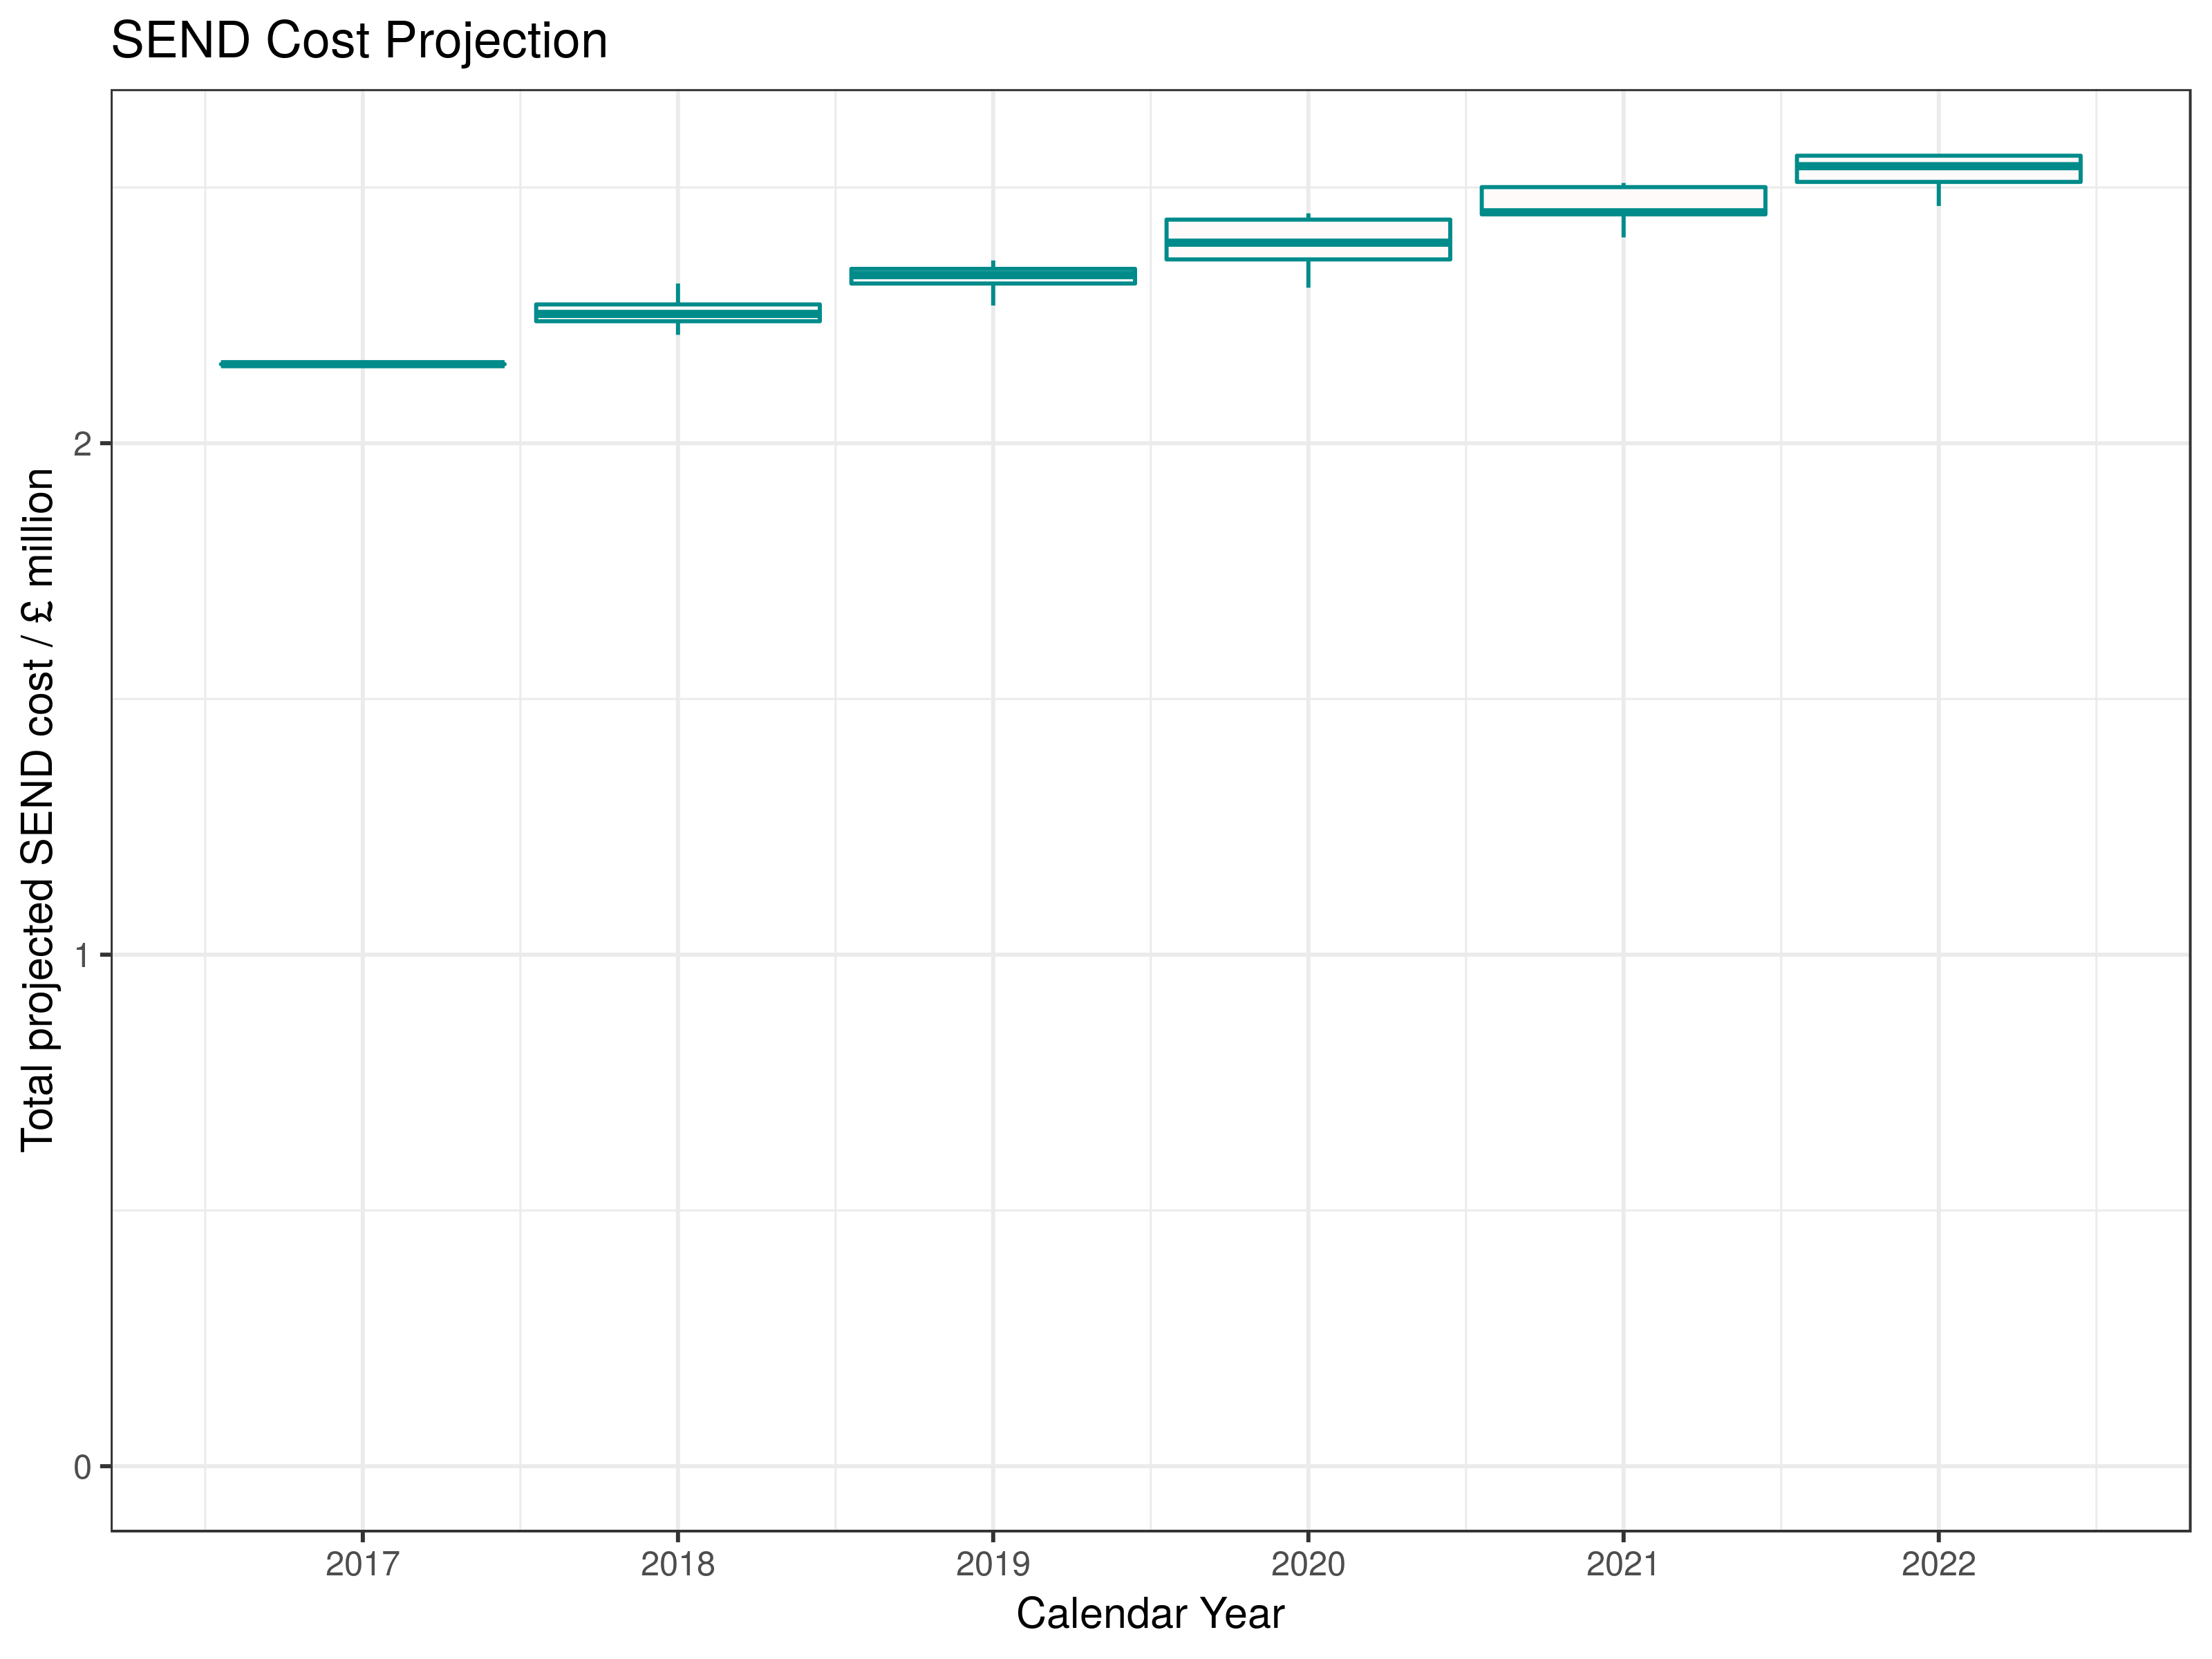 SEND Cost Projection
Total projected SEND cost / £ million
2
1
0
2017 2018 2019 2020 2021 2022
Calendar Year